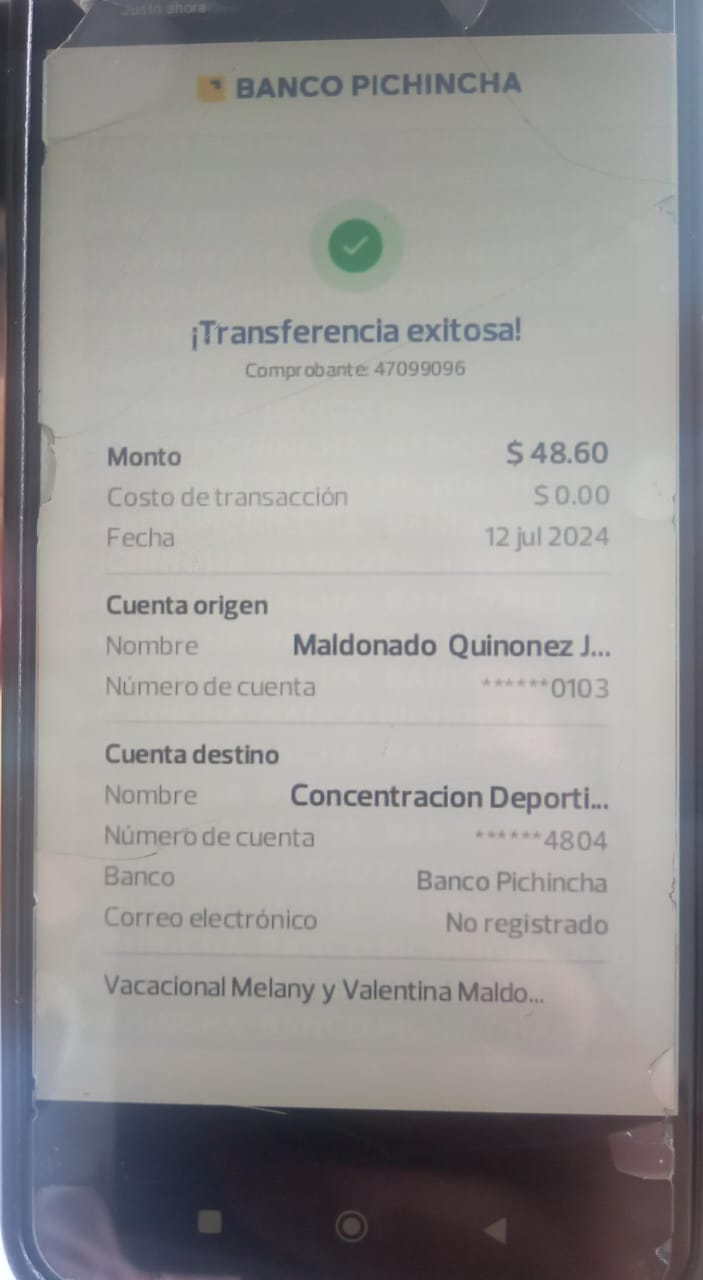 Justo ahora
BANCO PICHINCHA
¡Transferencia exitosa!
Comprobante: 47099096
Monto $ 48.60
Costo de transacción $ 0.00
Fecha 12 jul 2024
Cuenta origen
Nombre Maldonado Quinonez J...
Número de cuenta ******0103
Cuenta destino
Nombre Concentracion Deporti...
Número de cuenta ******4804
Banco Banco Pichincha
Correo electrónico No registrado
Vacacional Melany y Valentina Maldo...